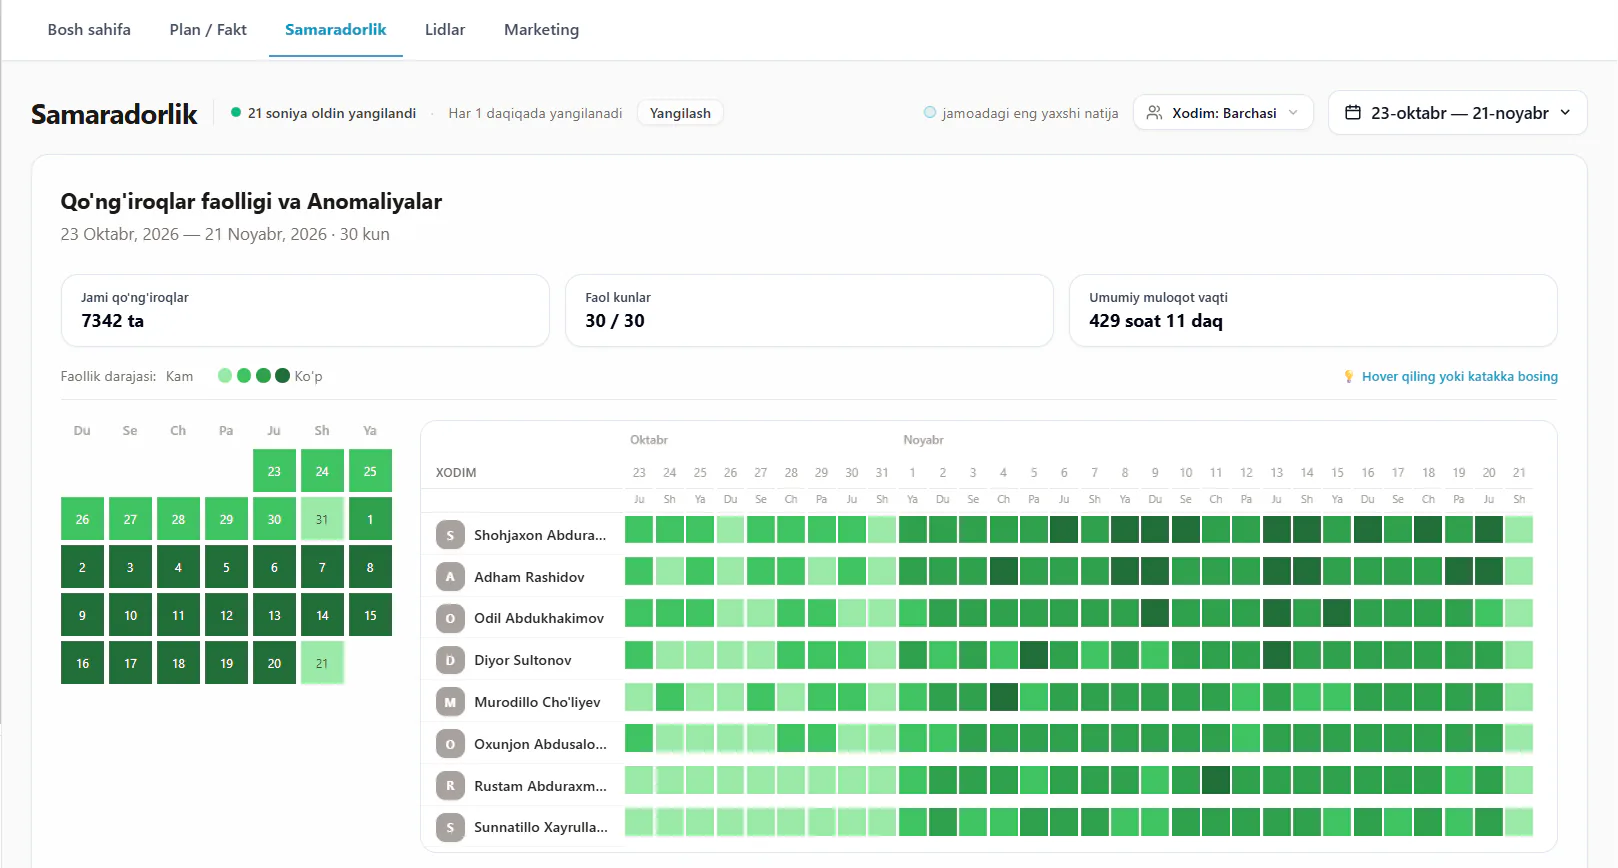 Bosh sahifa Plan / Fakt Samaradorlik Lidlar Marketing
Samaradorlik 21 soniya oldin yangilandi · Har 1 daqiqada yangilanadi Yangilash jamoadagi eng yaxshi natija Xodim: Barchasi 23-oktabr — 21-noyabr
Qo'ng'iroqlar faolligi va Anomaliyalar
23 Oktabr, 2026 — 21 Noyabr, 2026 · 30 kun
Jami qo'ng'iroqlar
7342 ta
Faol kunlar
30 / 30
Umumiy muloqot vaqti
429 soat 11 daq
Faollik darajasi: Kam Ko'p
Hover qiling yoki katakka bosing
Du Se Ch Pa Ju Sh Ya
23 24 25
26 27 28 29 30 31 1
2 3 4 5 6 7 8
9 10 11 12 13 14 15
16 17 18 19 20 21
Oktabr Noyabr
XODIM 23 24 25 26 27 28 29 30 31 1 2 3 4 5 6 7 8 9 10 11 12 13 14 15 16 17 18 19 20 21
Ju Sh Ya Du Se Ch Pa Ju Sh Ya Du Se Ch Pa Ju Sh Ya Du Se Ch Pa Ju Sh Ya Du Se Ch Pa Ju Sh
S Shohjaxon Abdura...
A Adham Rashidov
O Odil Abdukhakimov
D Diyor Sultonov
M Murodillo Cho'liyev
O Oxunjon Abdusalo...
R Rustam Abduraxm...
S Sunnatillo Xayrulla...